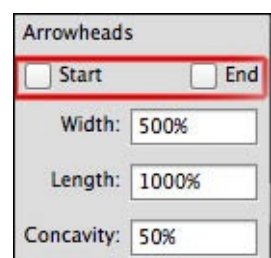 Arrowheads
Start End
Width: 500%
Length: 1000%
Concavity: 50%